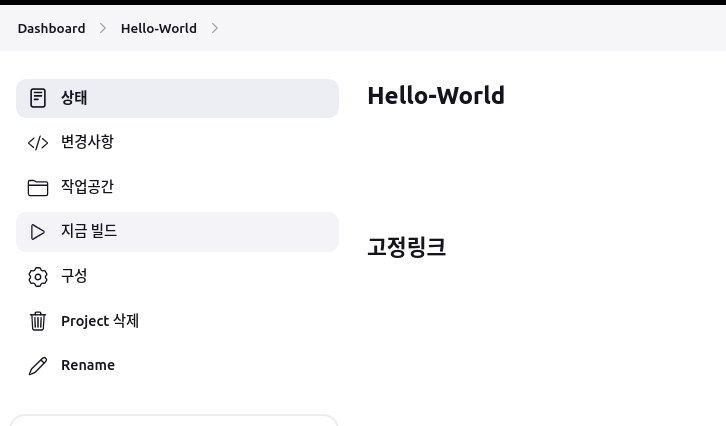 Dashboard
Hello-World
상태
변경사항
작업공간
지금 빌드
구성
Project 삭제
Rename
Hello-World
고정링크